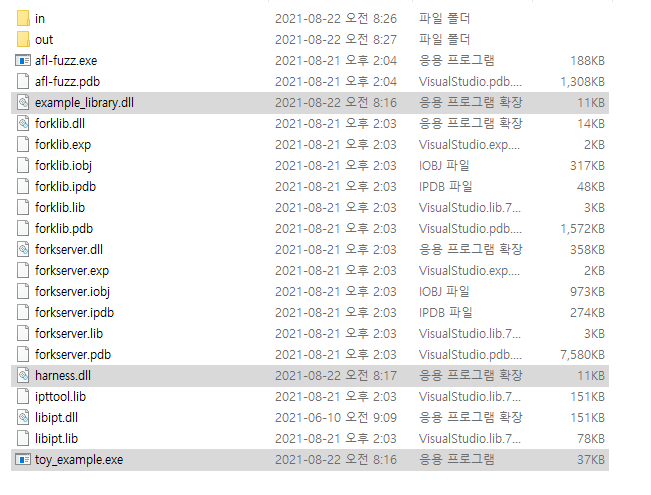 in 2021-08-22 오전 8:26 파일 폴더
out 2021-08-22 오전 8:27 파일 폴더
afl-fuzz.exe 2021-08-21 오후 2:04 응용 프로그램 188KB
afl-fuzz.pdb 2021-08-21 오후 2:04 VisualStudio.pdb.... 1,308KB
example_library.dll 2021-08-22 오전 8:16 응용 프로그램 확장 11KB
forklib.dll 2021-08-21 오후 2:03 응용 프로그램 확장 14KB
forklib.exp 2021-08-21 오후 2:03 VisualStudio.exp.... 2KB
forklib.iobj 2021-08-21 오후 2:03 IOBJ 파일 317KB
forklib.ipdb 2021-08-21 오후 2:03 IPDB 파일 48KB
forklib.lib 2021-08-21 오후 2:03 VisualStudio.lib.7... 3KB
forklib.pdb 2021-08-21 오후 2:03 VisualStudio.pdb.... 1,572KB
forkserver.dll 2021-08-21 오후 2:03 응용 프로그램 확장 358KB
forkserver.exp 2021-08-21 오후 2:03 VisualStudio.exp.... 2KB
forkserver.iobj 2021-08-21 오후 2:03 IOBJ 파일 973KB
forkserver.ipdb 2021-08-21 오후 2:03 IPDB 파일 274KB
forkserver.lib 2021-08-21 오후 2:03 VisualStudio.lib.7... 3KB
forkserver.pdb 2021-08-21 오후 2:03 VisualStudio.pdb.... 7,580KB
harness.dll 2021-08-22 오전 8:17 응용 프로그램 확장 11KB
ipttool.lib 2021-08-21 오후 2:03 VisualStudio.lib.7... 151KB
libipt.dll 2021-06-10 오전 9:09 응용 프로그램 확장 151KB
libipt.lib 2021-08-21 오후 2:03 VisualStudio.lib.7... 78KB
toy_example.exe 2021-08-22 오전 8:16 응용 프로그램 37KB